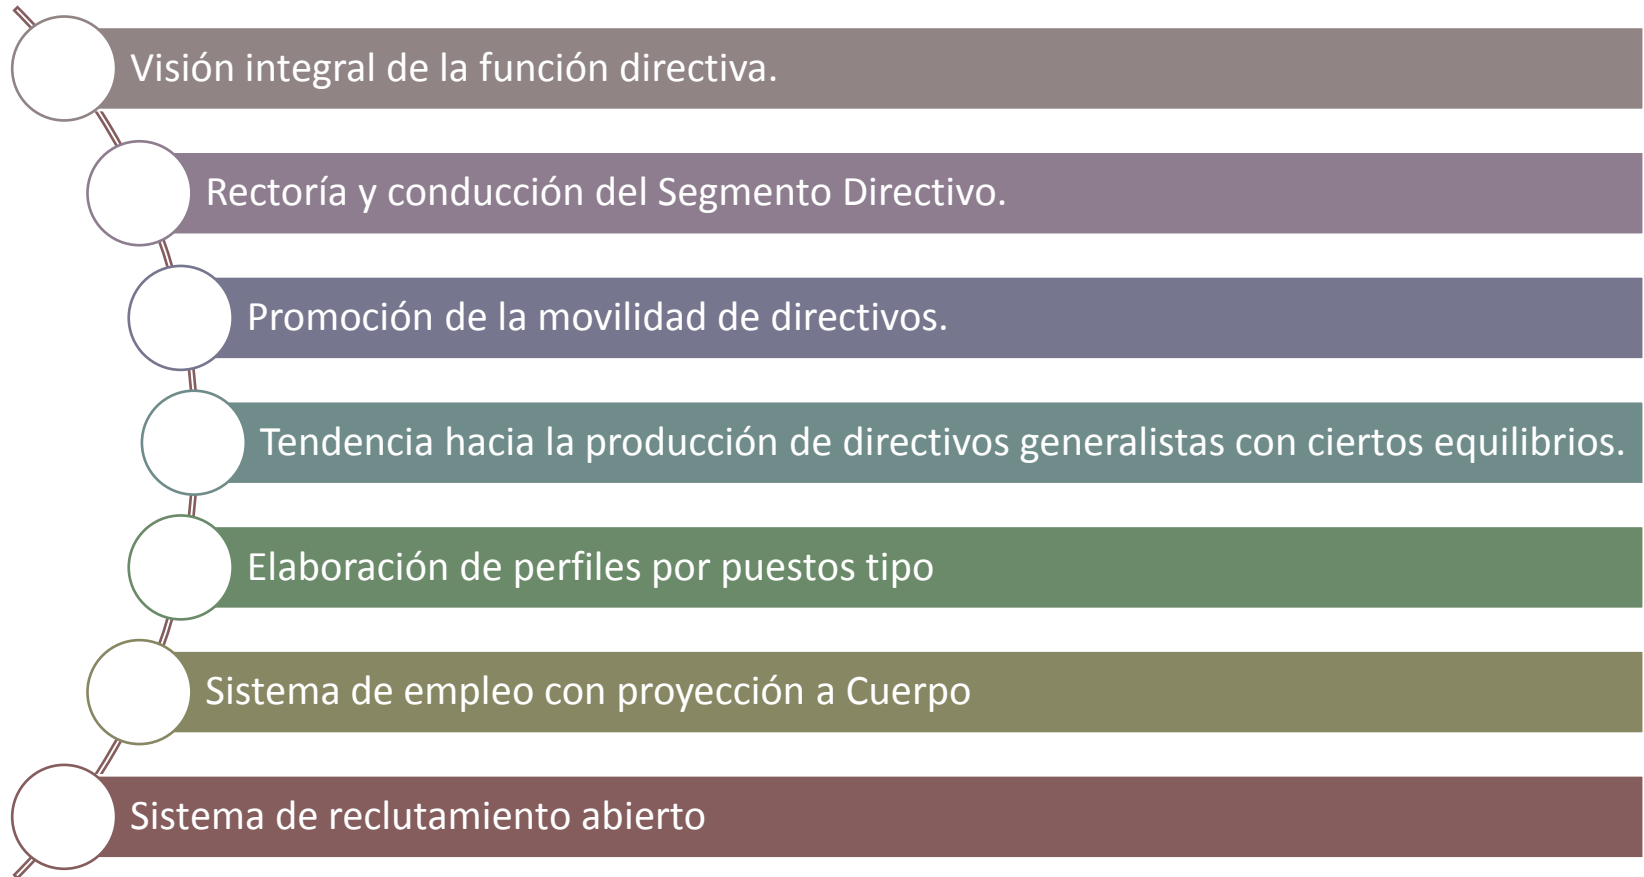 Visión integral de la función directiva.
Rectoría y conducción del Segmento Directivo.
Promoción de la movilidad de directivos.
Tendencia hacia la producción de directivos generalistas con ciertos equilibrios.
Elaboración de perfiles por puestos tipo
Sistema de empleo con proyección a Cuerpo
Sistema de reclutamiento abierto